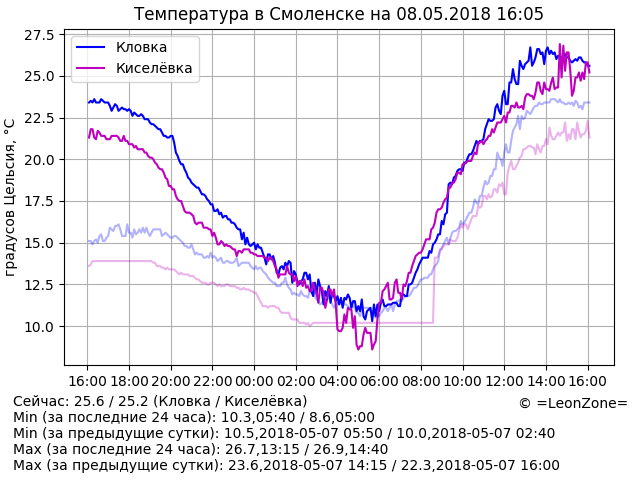 Температура в Смоленске на 08.05.2018 16:05
27.5
Кловка
Киселёвка
25.0
22.5
20.0
17.5
15.0
12.5
10.0
градусов Цельсия, °C
16:00 18:00 20:00 22:00 00:00 02:00 04:00 06:00 08:00 10:00 12:00 14:00 16:00
Сейчас: 25.6 / 25.2 (Кловка / Киселёвка)
© =LeonZone=
Min (за последние 24 часа): 10.3,05:40 / 8.6,05:00
Min (за предыдущие сутки): 10.5,2018-05-07 05:50 / 10.0,2018-05-07 02:40
Max (за последние 24 часа): 26.7,13:15 / 26.9,14:40
Max (за предыдущие сутки): 23.6,2018-05-07 14:15 / 22.3,2018-05-07 16:00